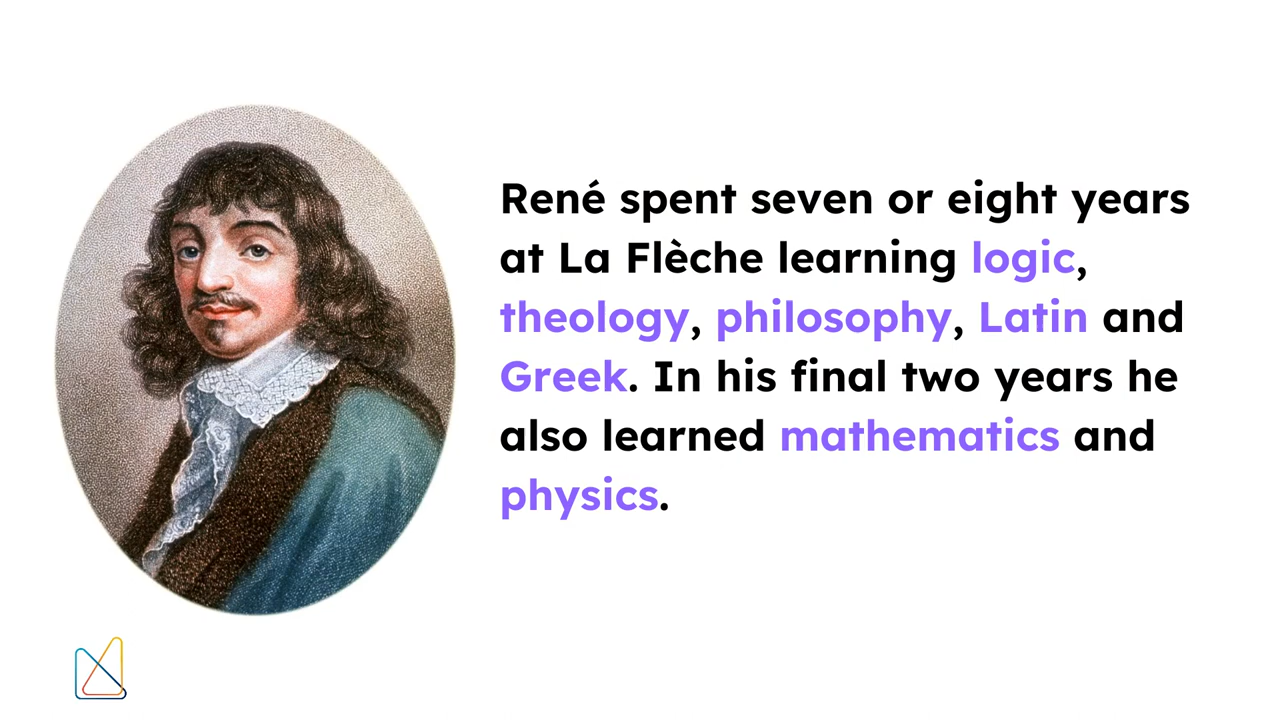 René spent seven or eight years
at La Flèche learning logic,
theology, philosophy, Latin and
Greek. In his final two years he
also learned mathematics and
physics.